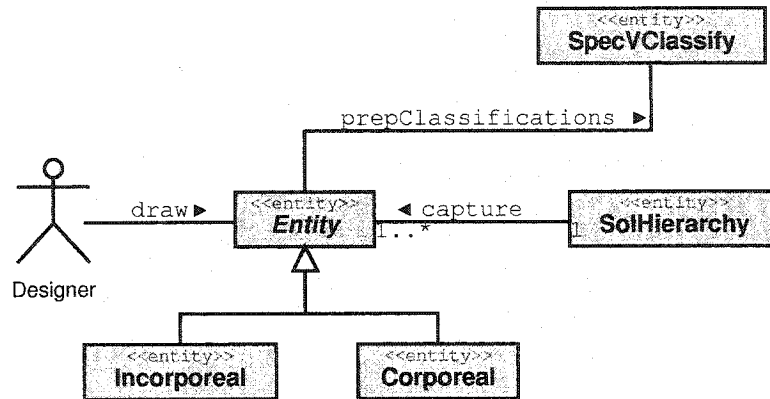 <<entity>>
SpecVClassify
prepClassifications ►
draw ►
<<entity>>
Entity
◄ capture
1..*
1
<<entity>>
SolHierarchy
Designer
<<entity>>
Incorporeal
<<entity>>
Corporeal